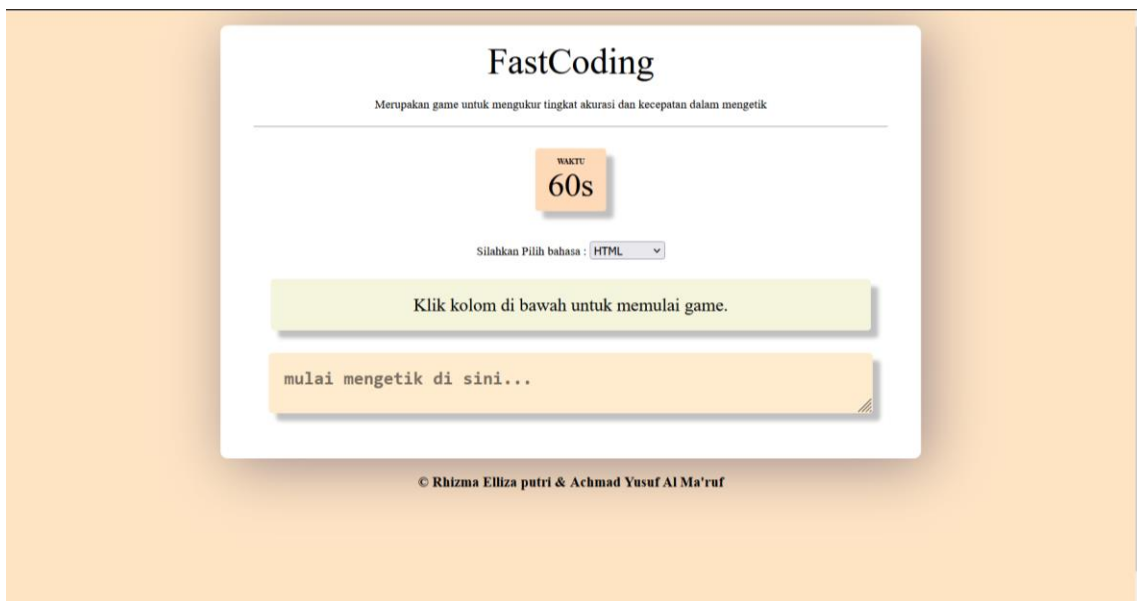 FastCoding
Merupakan game untuk mengukur tingkat akurasi dan kecepatan dalam mengetik
WAKTU
60s
Silahkan Pilih bahasa : HTML
Klik kolom di bawah untuk memulai game.
mulai mengetik di sini...
© Rhizma Elliza putri & Achmad Yusuf Al Ma'ruf